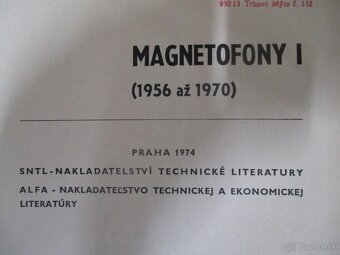 930 13 Trhové Mýto č. 332
MAGNETOFONY I
(1956 až 1970)
PRAHA 1974
SNTL-NAKLADATELSTVÍ TECHNICKÉ LITERATURY
ALFA - NAKLADATEĽSTVO TECHNICKEJ A EKONOMICKEJ
LITERATÚRY